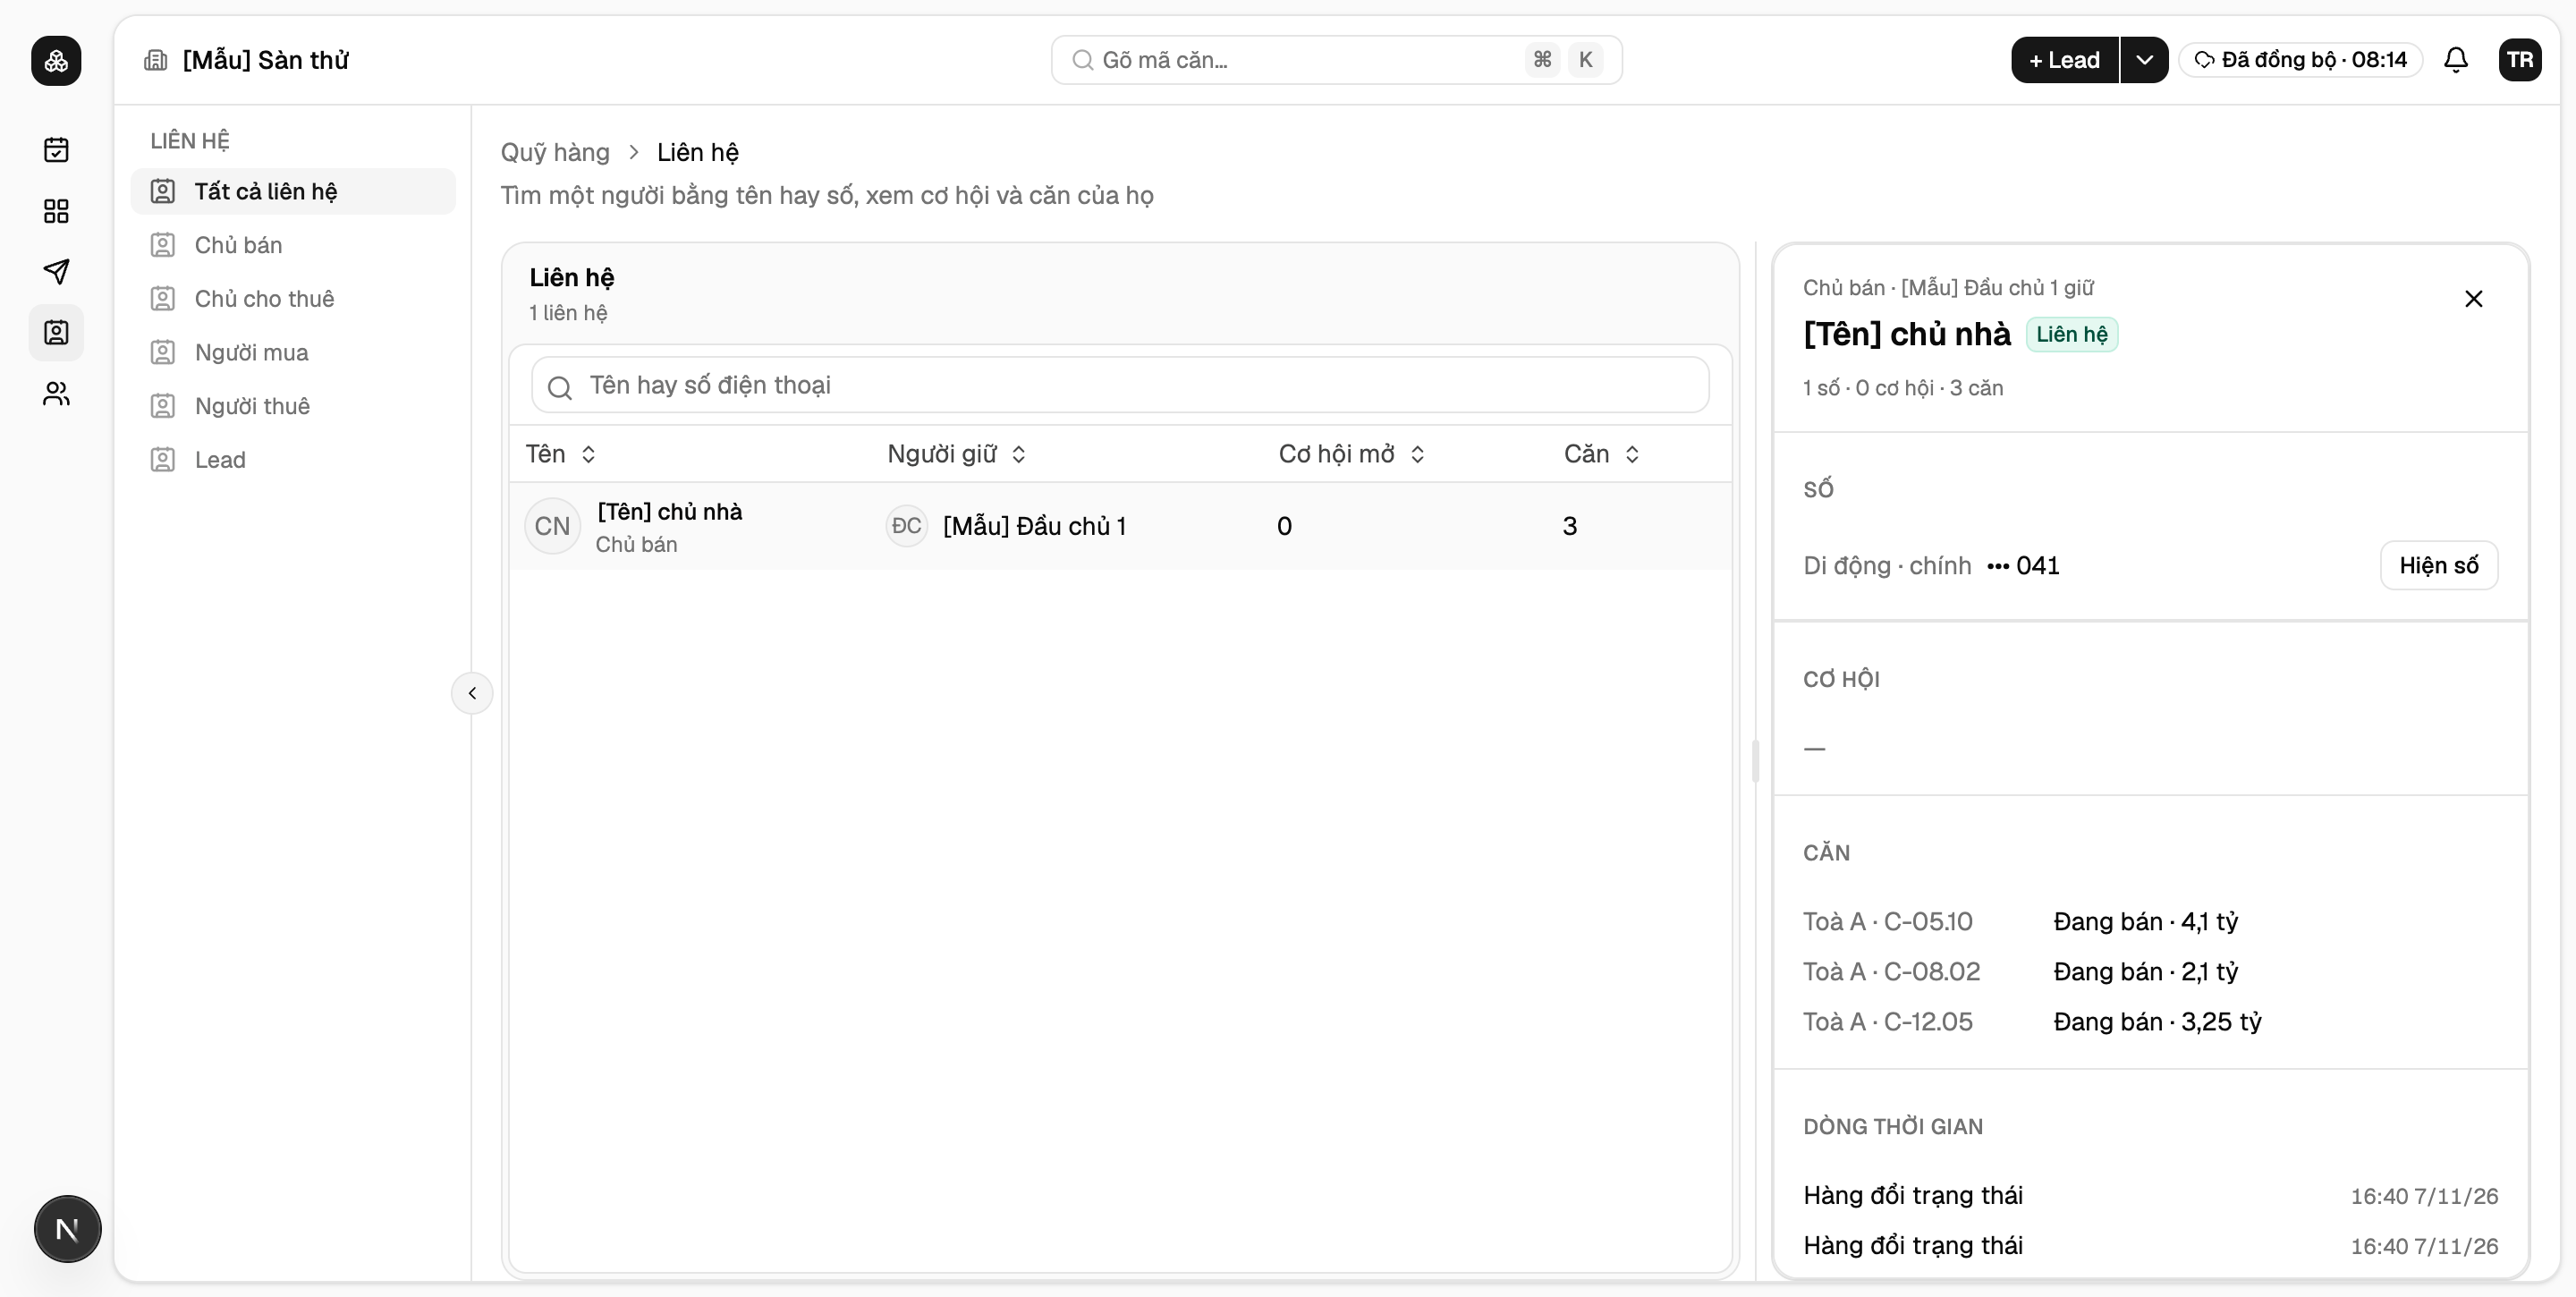 [Mẫu] Sàn thử
Gõ mã căn...
⌘ K
+ Lead
Đã đồng bộ · 08:14
TR
LIÊN HỆ
Tất cả liên hệ
Chủ bán
Chủ cho thuê
Người mua
Người thuê
Lead
Quỹ hàng > Liên hệ
Tìm một người bằng tên hay số, xem cơ hội và căn của họ
Liên hệ
1 liên hệ
Tên hay số điện thoại
Tên Người giữ Cơ hội mở Căn
CN [Tên] chủ nhà ĐC [Mẫu] Đầu chủ 1 0 3
Chủ bán
Chủ bán · [Mẫu] Đầu chủ 1 giữ
[Tên] chủ nhà Liên hệ
1 số · 0 cơ hội · 3 căn
SỐ
Di động · chính ••• 041 Hiện số
CƠ HỘI
—
CĂN
Toà A · C-05.10 Đang bán · 4,1 tỷ
Toà A · C-08.02 Đang bán · 2,1 tỷ
Toà A · C-12.05 Đang bán · 3,25 tỷ
DÒNG THỜI GIAN
Hàng đổi trạng thái 16:40 7/11/26
Hàng đổi trạng thái 16:40 7/11/26
N